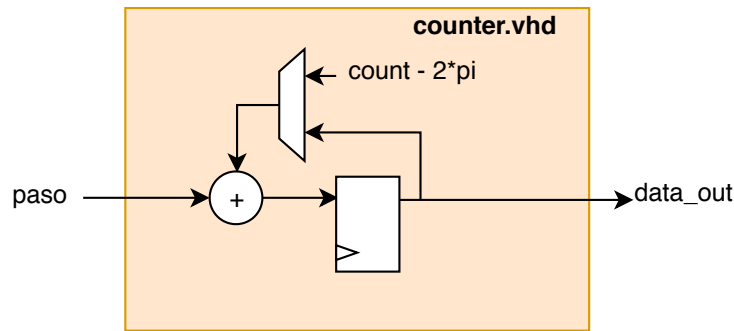 counter.vhd
count - 2*pi
paso
+
data_out